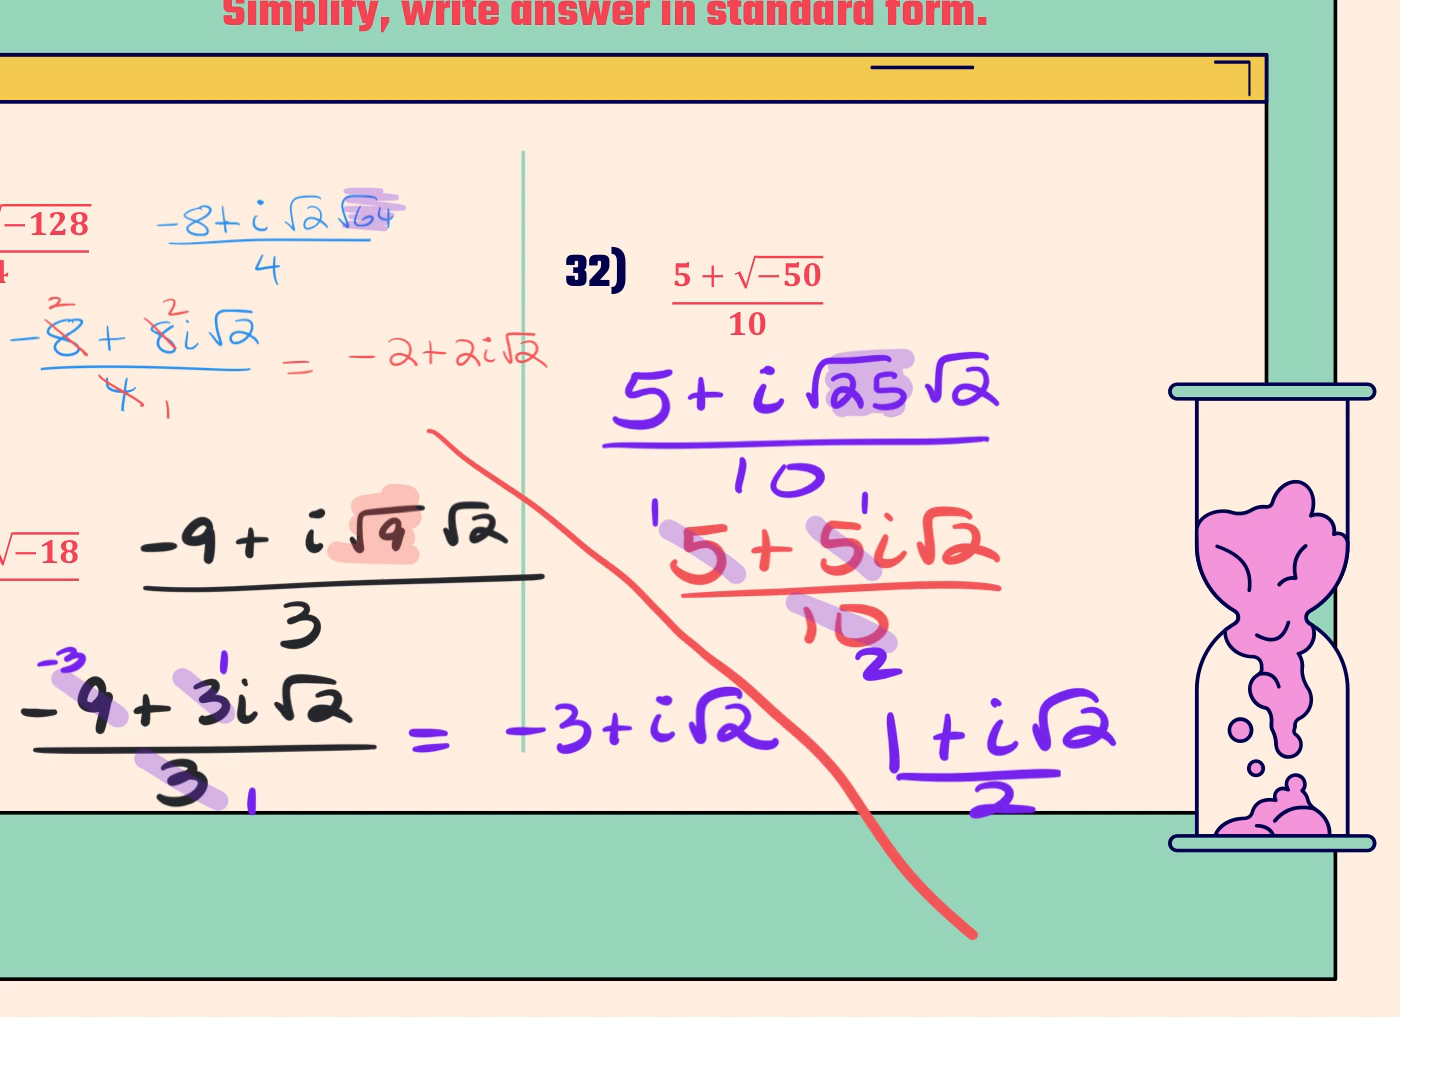 Simplify, write answer in standard form.
√−128
4
−8 + i √2 √64
4
2 2
−8 + 8i √2
4 1
= −2 + 2i√2
√−18
−9 + i √9 √2
3
−3 1
−9 + 3i √2
3 1
= −3 + i√2
32)
5 + √−50
10
5 + i √25 √2
10
1 1
5 + 5i√2
10
2
1 + i√2
2